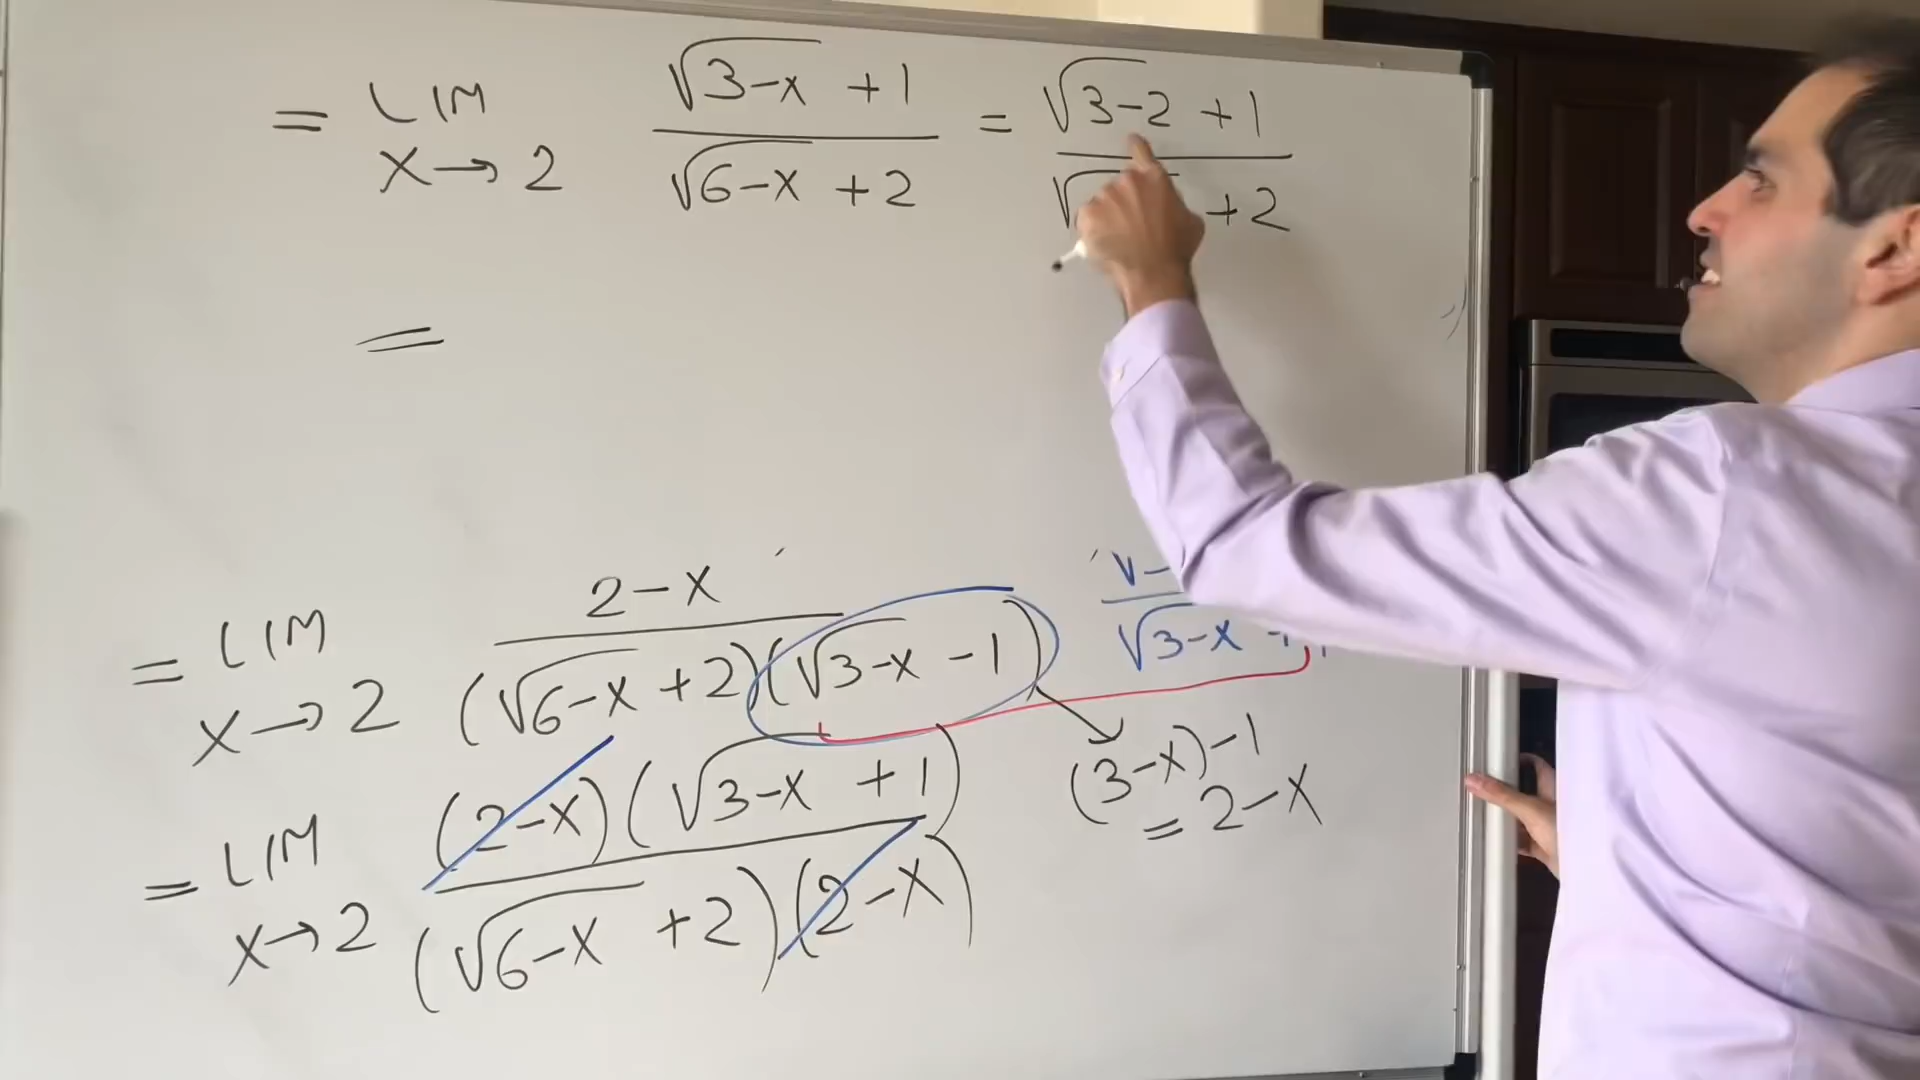 = LIM x→2 (√(3-x) + 1)/(√(6-x) + 2) = (√(3-2) + 1)/(√ +2)
=
= LIM x→2 (2-x)/((√(6-x) + 2)(√(3-x) - 1)) √(3-x)
(3-x)-1
= 2-x
= LIM x→2 ((2-x)(√(3-x) + 1))/((√(6-x) + 2)(2-x))